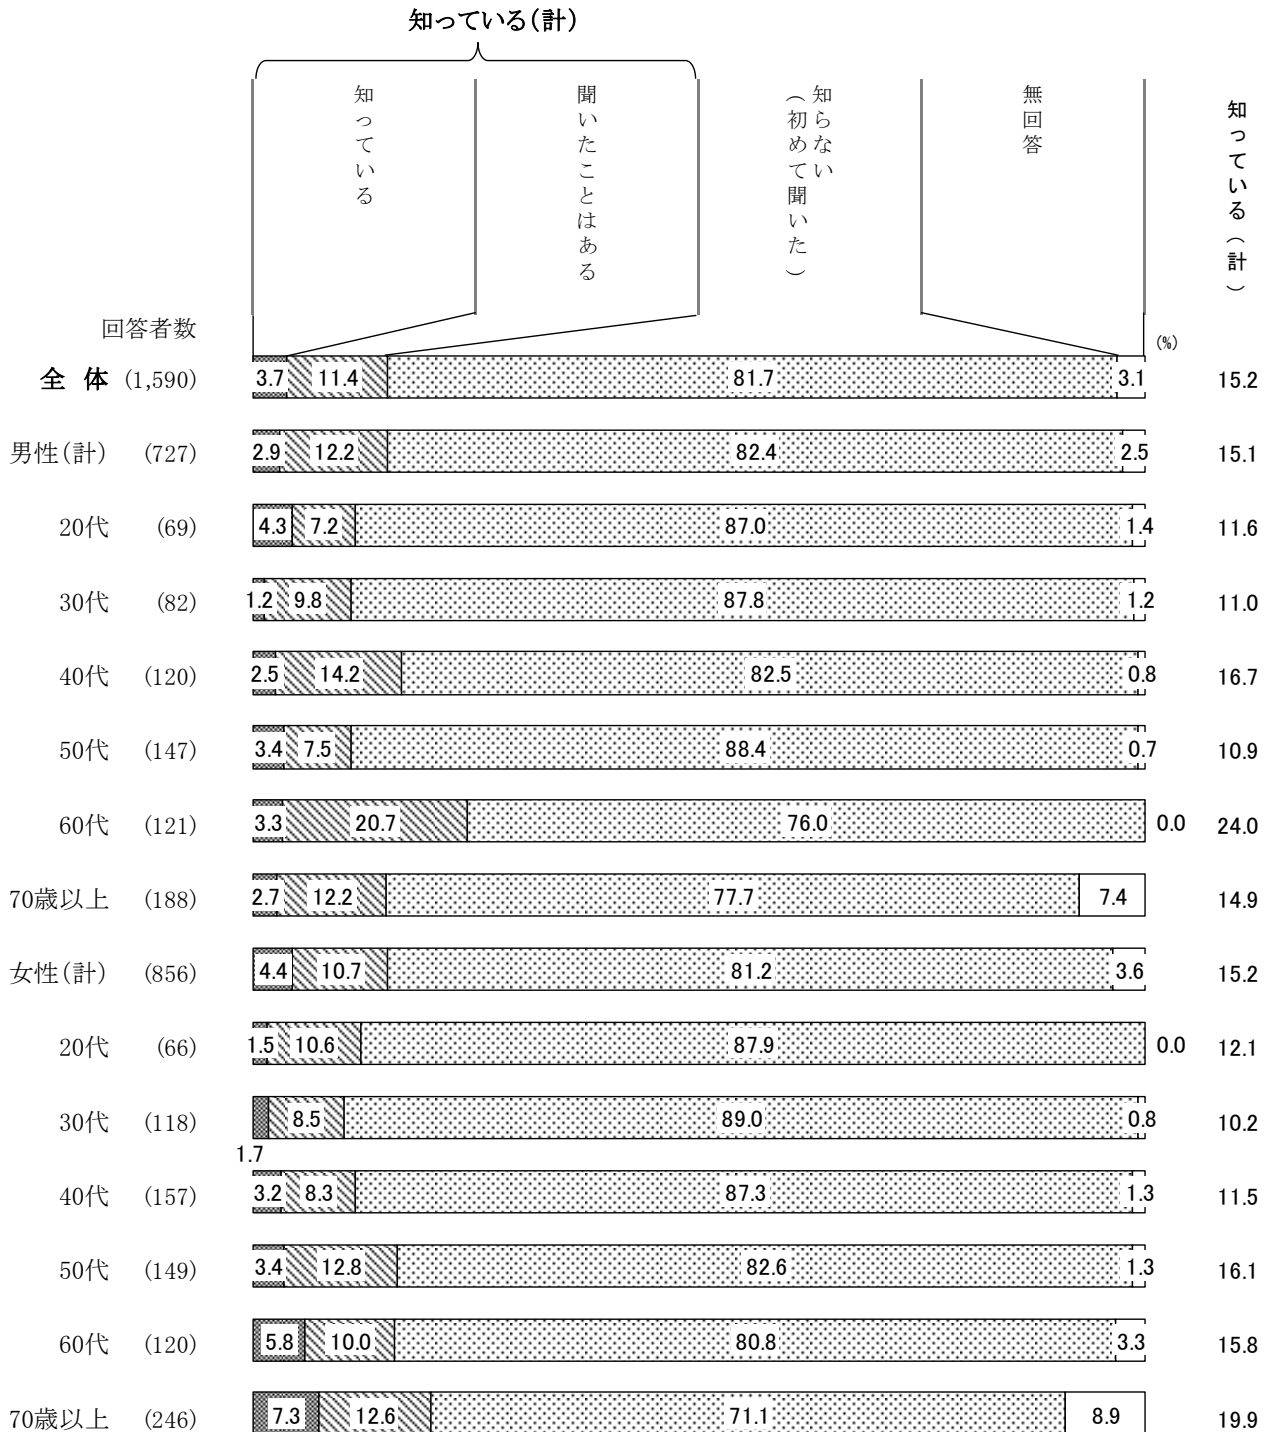 知っている(計)
知っている
聞いたことはある
知らない
(初めて聞いた)
無回答
知っている(計)
回答者数
(%)
全 体 (1,590) 3.7 11.4 81.7 3.1 15.2
男性(計) (727) 2.9 12.2 82.4 2.5 15.1
20代 (69) 4.3 7.2 87.0 1.4 11.6
30代 (82) 1.2 9.8 87.8 1.2 11.0
40代 (120) 2.5 14.2 82.5 0.8 16.7
50代 (147) 3.4 7.5 88.4 0.7 10.9
60代 (121) 3.3 20.7 76.0 0.0 24.0
70歳以上 (188) 2.7 12.2 77.7 7.4 14.9
女性(計) (856) 4.4 10.7 81.2 3.6 15.2
20代 (66) 1.5 10.6 87.9 0.0 12.1
30代 (118) 8.5 89.0 0.8 10.2
1.7
40代 (157) 3.2 8.3 87.3 1.3 11.5
50代 (149) 3.4 12.8 82.6 1.3 16.1
60代 (120) 5.8 10.0 80.8 3.3 15.8
70歳以上 (246) 7.3 12.6 71.1 8.9 19.9